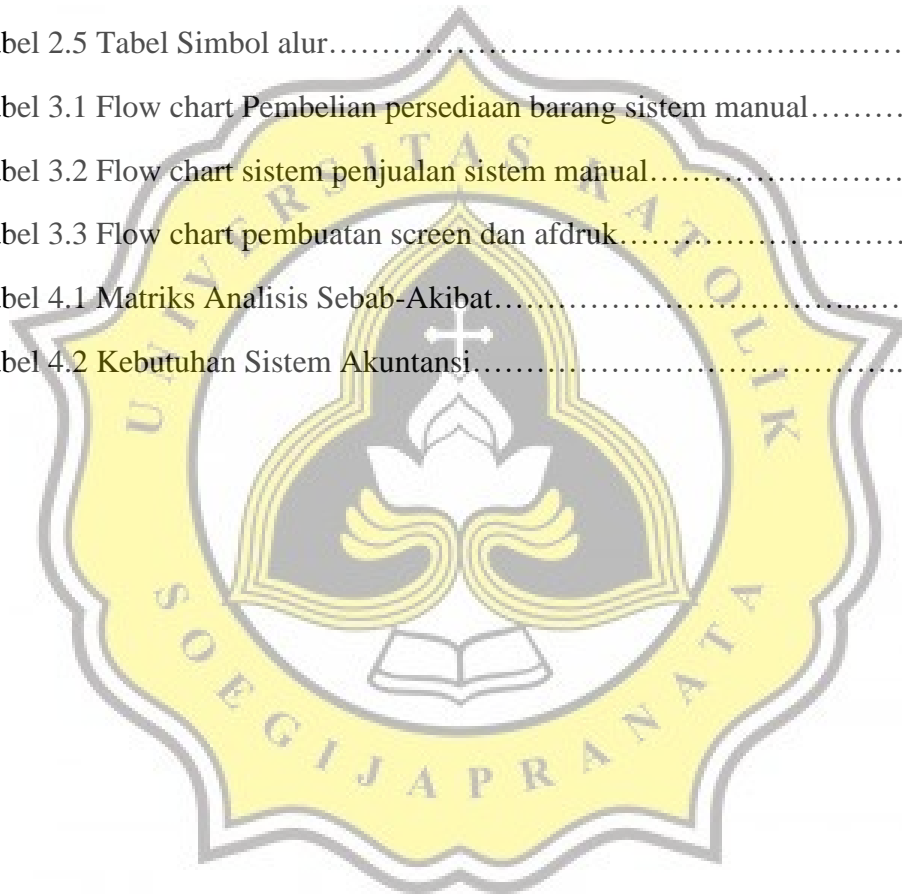 bel 2.5 Tabel Simbol alur……………………………………………………
bel 3.1 Flow chart Pembelian persediaan barang sistem manual………
bel 3.2 Flow chart sistem penjualan sistem manual………………………
bel 3.3 Flow chart pembuatan screen dan afdruk…………………………
bel 4.1 Matriks Analisis Sebab-Akibat…………………………………...…
bel 4.2 Kebutuhan Sistem Akuntansi………………………………………..
UNIVERSITAS KATOLIK
SOEGIJAPRANATA